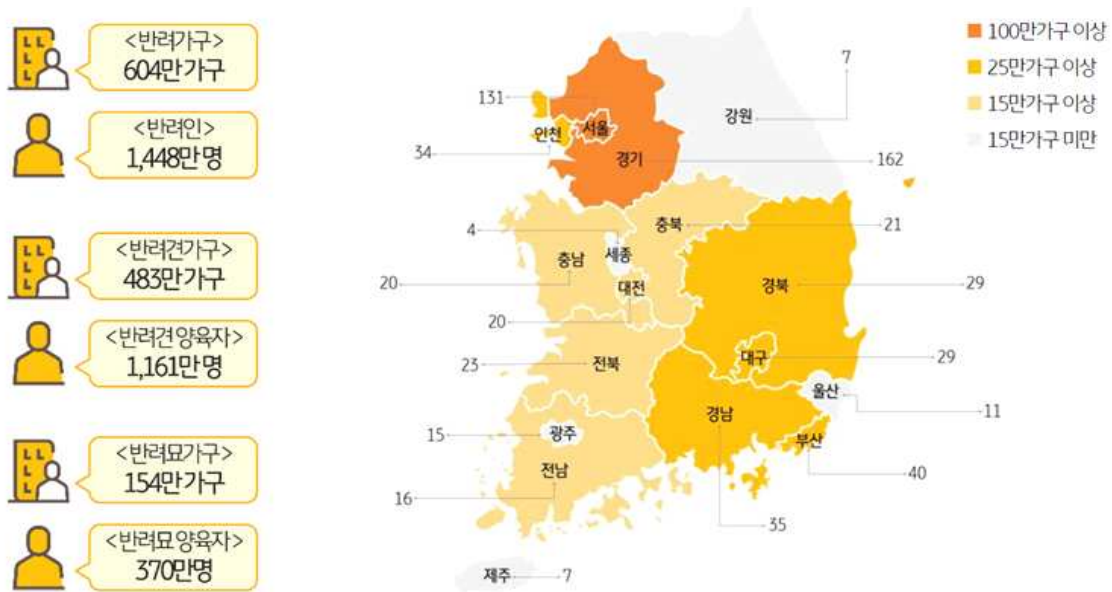 <반려가구>
604만가구
<반려인>
1,448만 명
<반려견가구>
483만가구
<반려견 양육자>
1,161만 명
<반려묘가구>
154만가구
<반려묘 양육자>
370만명
100만가구 이상
25만가구 이상
15만가구 이상
15만가구 미만
7
강원
131
서울
인천
34
경기
162
충북
21
4
세종
충남
20
대전
20
경북
29
대구
29
전북
23
울산
11
경남
부산
40
15
광주
전남
16
35
제주
7